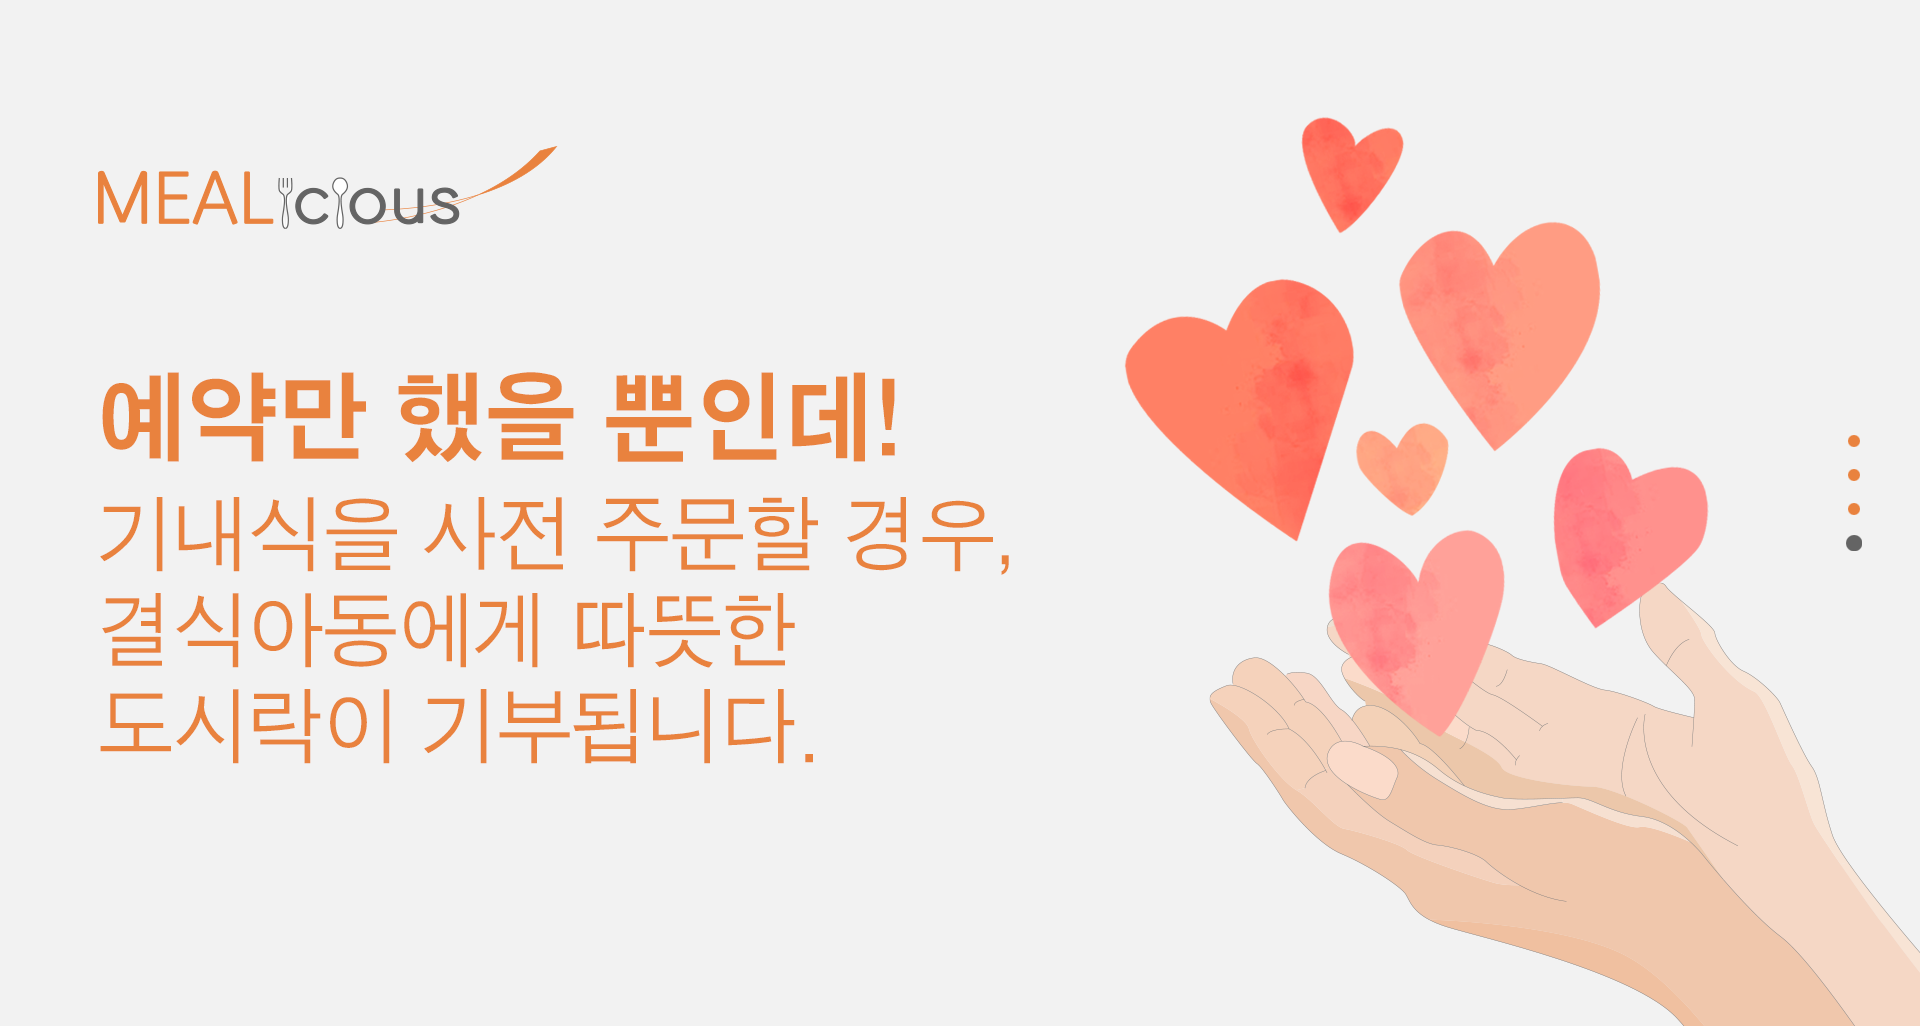 MEALicious
예약만 했을 뿐인데!
기내식을 사전 주문할 경우,
결식아동에게 따뜻한
도시락이 기부됩니다.